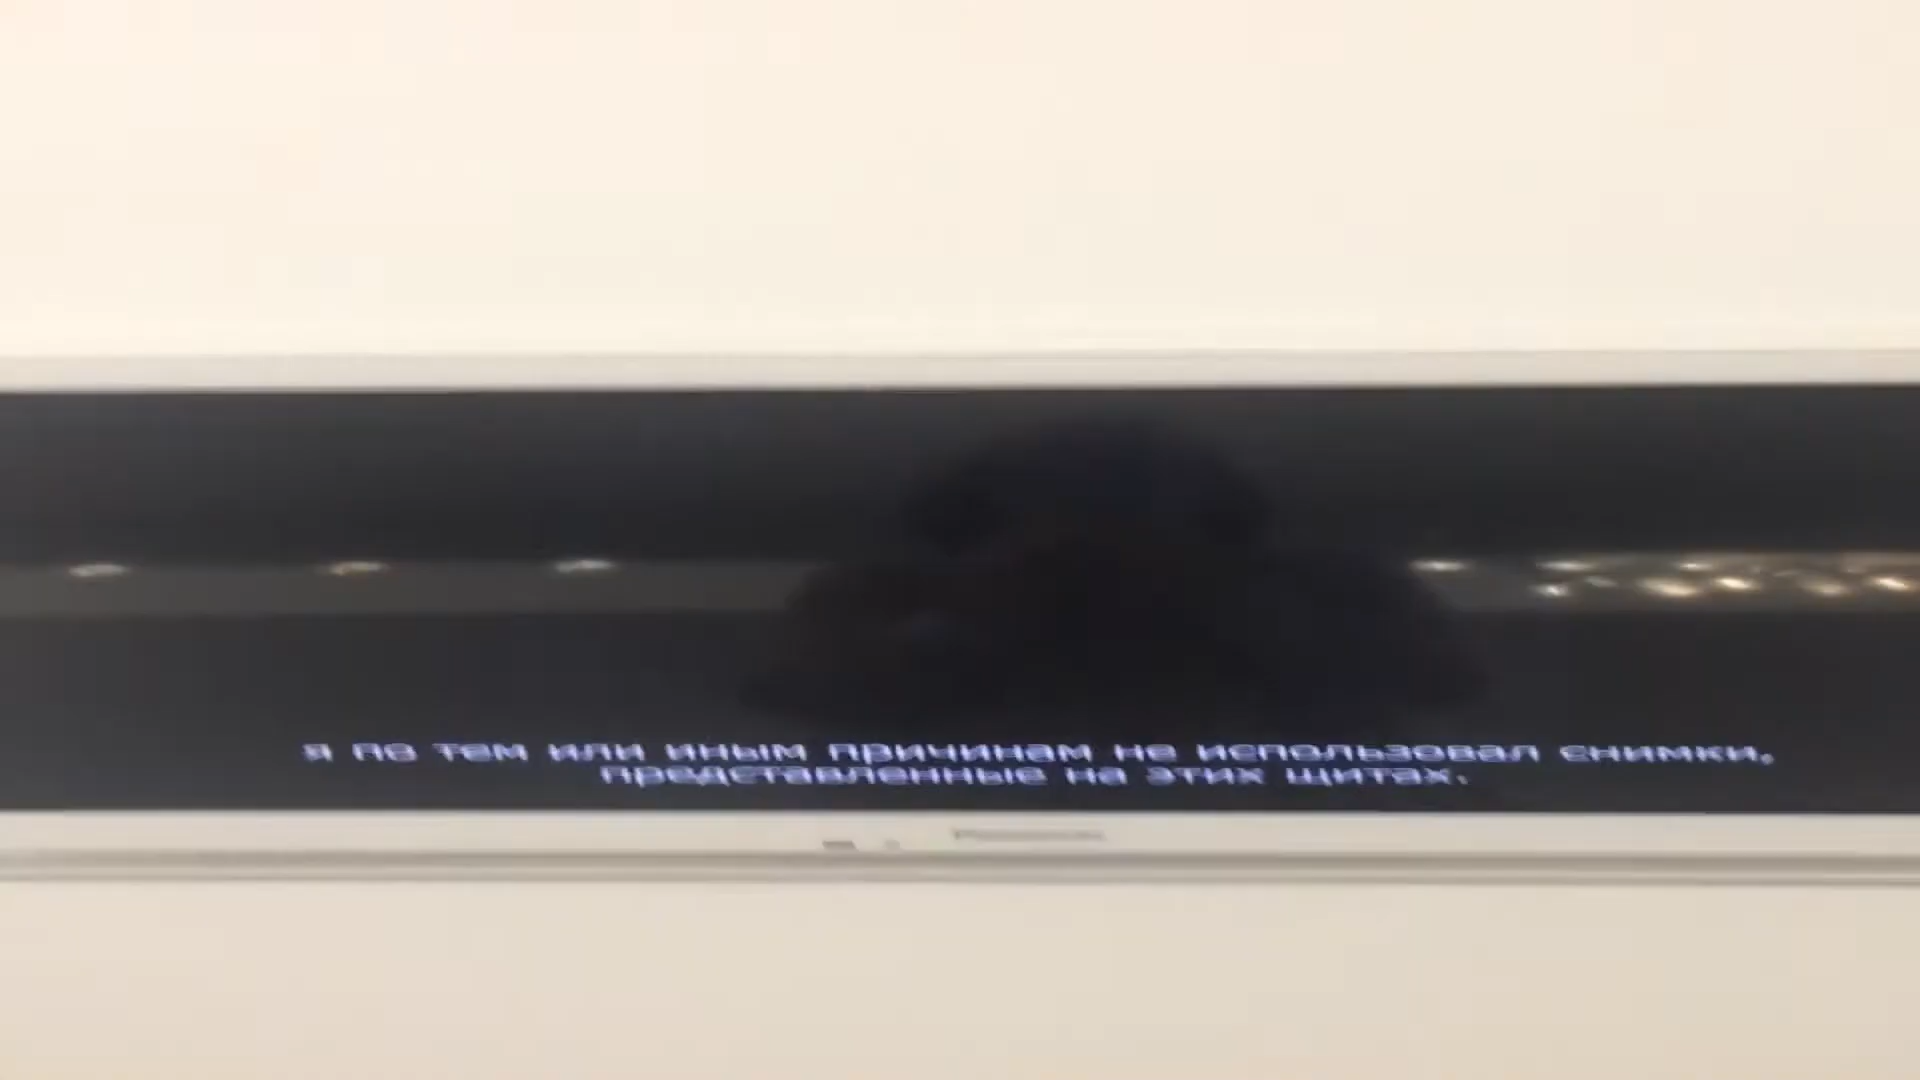 я по тем или иным причинам не использовал снимки,
представленные на этих щитах.